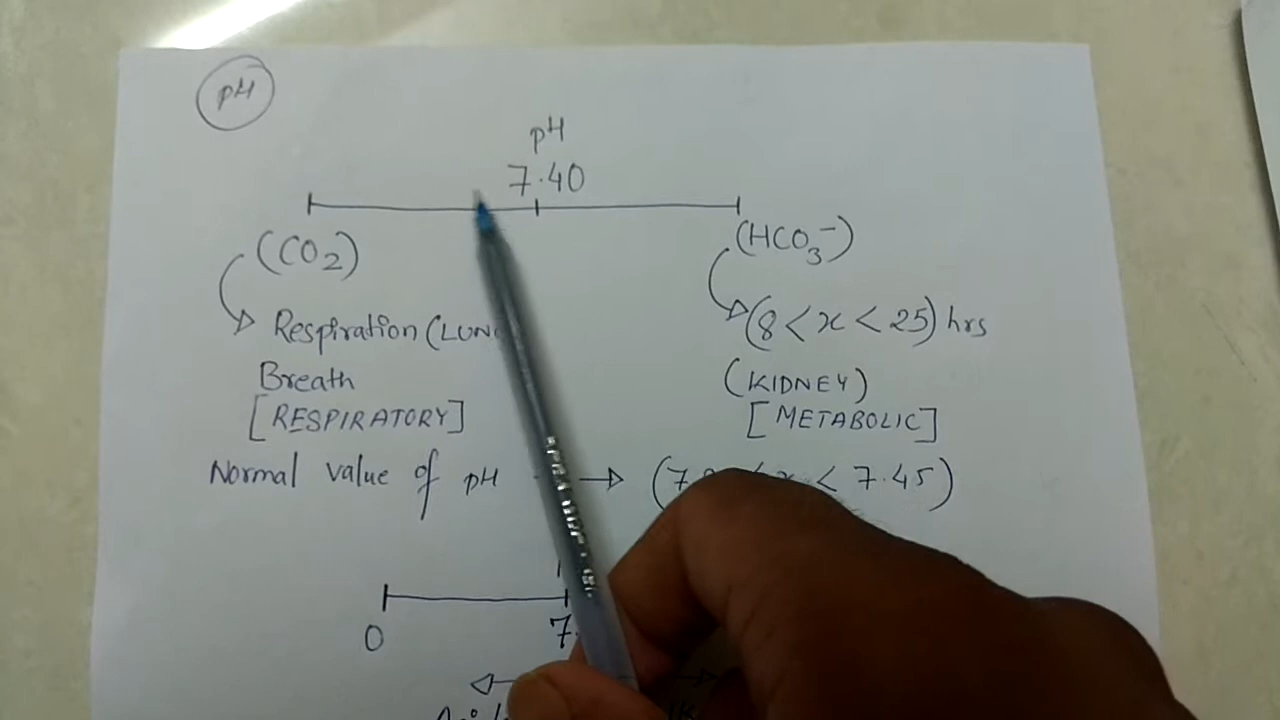 pH
pH
7.40
(CO2) (HCO3⁻)
Respiration (8 < x < 25) hrs
Breath (KIDNEY)
[RESPIRATORY] [METABOLIC]
Normal value of pH → < 7.45)
0